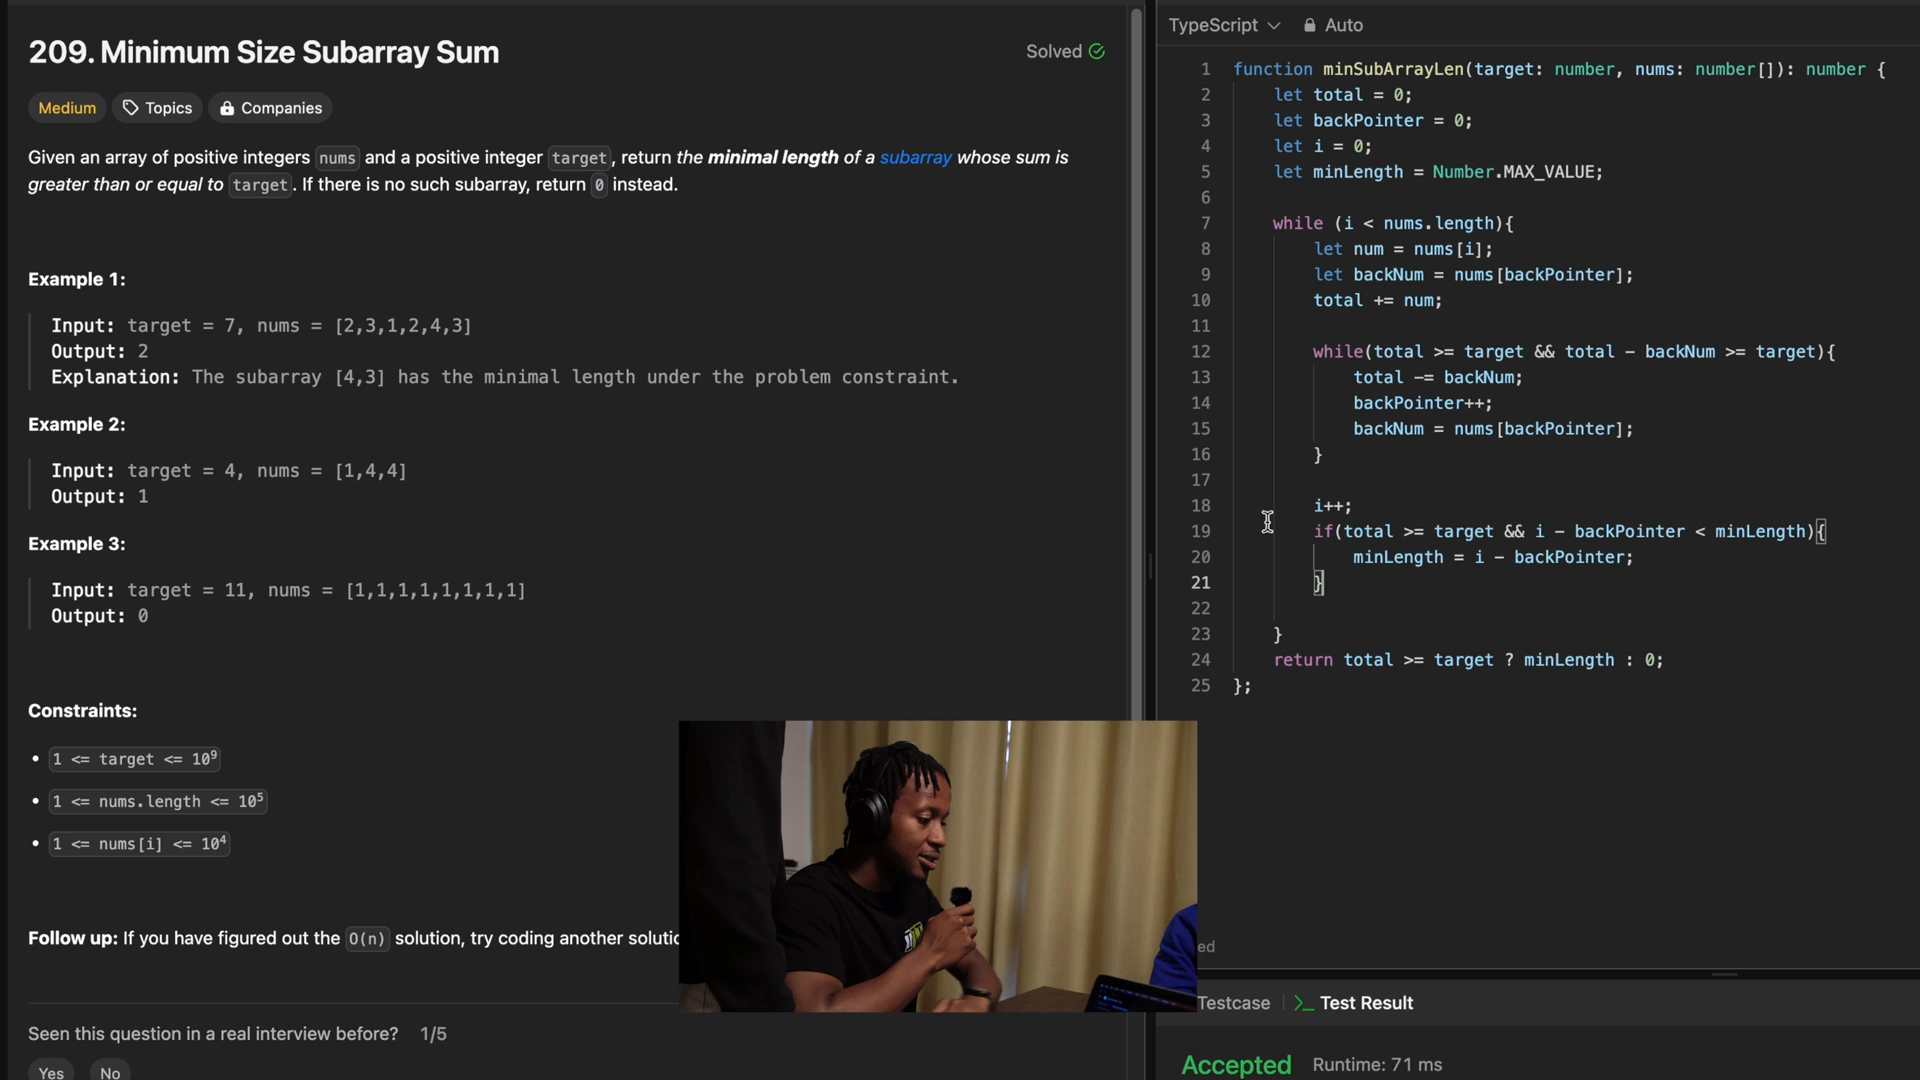 209. Minimum Size Subarray Sum
Solved
Medium
Topics
Companies
Given an array of positive integers nums and a positive integer target, return the minimal length of a subarray whose sum is
greater than or equal to target. If there is no such subarray, return 0 instead.
Example 1:
Input: target = 7, nums = [2,3,1,2,4,3]
Output: 2
Explanation: The subarray [4,3] has the minimal length under the problem constraint.
Example 2:
Input: target = 4, nums = [1,4,4]
Output: 1
Example 3:
Input: target = 11, nums = [1,1,1,1,1,1,1,1]
Output: 0
Constraints:
• 1 <= target <= 10⁹
• 1 <= nums.length <= 10⁵
• 1 <= nums[i] <= 10⁴
Follow up: If you have figured out the O(n) solution, try coding another solutic
Seen this question in a real interview before? 1/5
Yes
No
TypeScript
Auto
1 function minSubArrayLen(target: number, nums: number[]): number {
2 let total = 0;
3 let backPointer = 0;
4 let i = 0;
5 let minLength = Number.MAX_VALUE;
6
7 while (i < nums.length){
8 let num = nums[i];
9 let backNum = nums[backPointer];
10 total += num;
11
12 while(total >= target && total - backNum >= target){
13 total -= backNum;
14 backPointer++;
15 backNum = nums[backPointer];
16 }
17
18 i++;
19 if(total >= target && i - backPointer < minLength){
20 minLength = i - backPointer;
21 }
22
23 }
24 return total >= target ? minLength : 0;
25 };
ed
Testcase
>_ Test Result
Accepted
Runtime: 71 ms